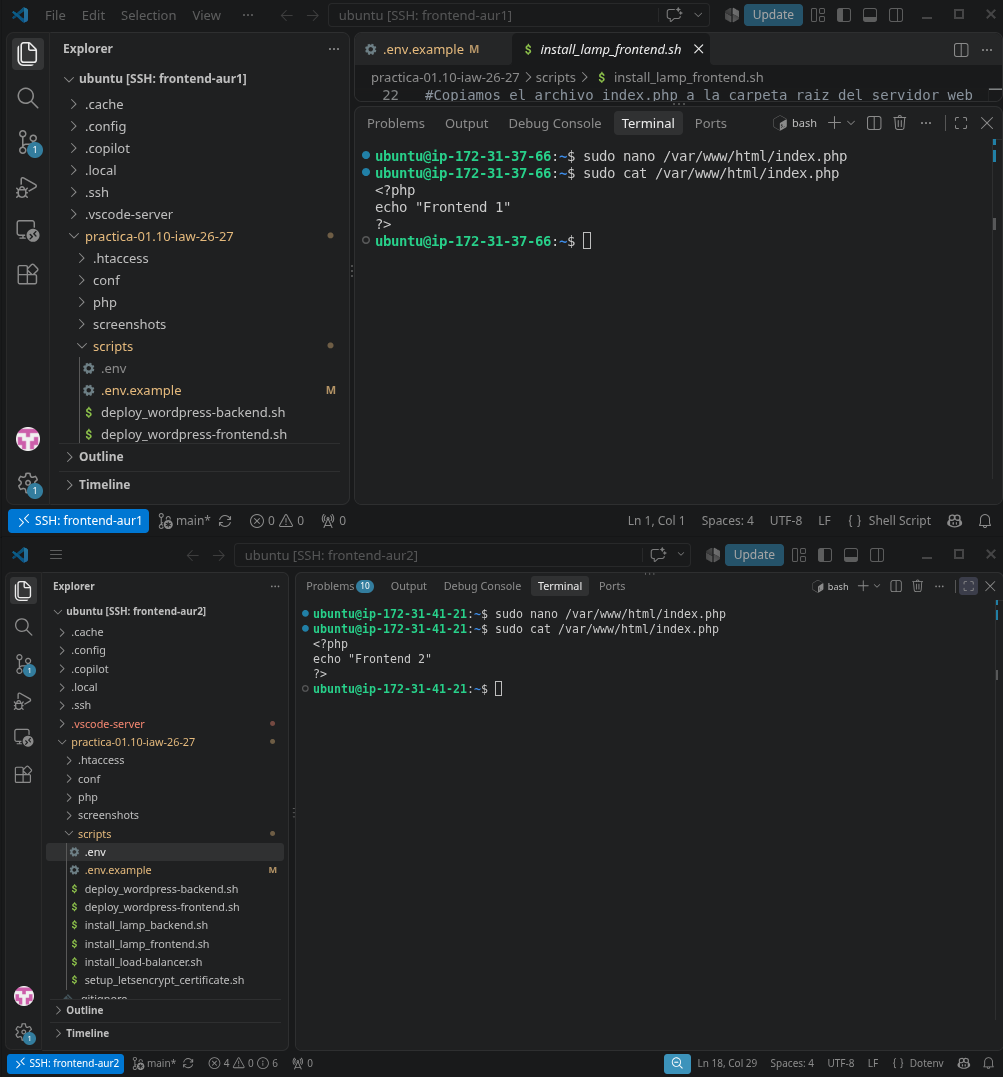 File Edit Selection View ··· ubuntu [SSH: frontend-aur1] Update
Explorer ···
ubuntu [SSH: frontend-aur1]
.cache
.config
.copilot
.local
.ssh
.vscode-server
practica-01.10-iaw-26-27
.htaccess
conf
php
screenshots
scripts
.env
.env.example M
deploy_wordpress-backend.sh
deploy_wordpress-frontend.sh
Outline
Timeline
1
1
.env.example M install_lamp_frontend.sh
practica-01.10-iaw-26-27 > scripts > $ install_lamp_frontend.sh
22 #Copiamos el archivo index.php a la carpeta raiz del servidor web
Problems Output Debug Console Terminal Ports bash
ubuntu@ip-172-31-37-66:~$ sudo nano /var/www/html/index.php
ubuntu@ip-172-31-37-66:~$ sudo cat /var/www/html/index.php
<?php
echo "Frontend 1"
?>
ubuntu@ip-172-31-37-66:~$
SSH: frontend-aur1 main* 0 0 0 Ln 1, Col 1 Spaces: 4 UTF-8 LF { } Shell Script
ubuntu [SSH: frontend-aur2] Update
Explorer ···
ubuntu [SSH: frontend-aur2]
.cache
.config
.copilot
.local
.ssh
.vscode-server
practica-01.10-iaw-26-27
.htaccess
conf
php
screenshots
scripts
.env
.env.example M
deploy_wordpress-backend.sh
deploy_wordpress-frontend.sh
install_lamp_backend.sh
install_lamp_frontend.sh
install_load-balancer.sh
setup_letsencrypt_certificate.sh
.gitignore
Outline
Timeline
1
1
Problems 10 Output Debug Console Terminal Ports bash
ubuntu@ip-172-31-41-21:~$ sudo nano /var/www/html/index.php
ubuntu@ip-172-31-41-21:~$ sudo cat /var/www/html/index.php
<?php
echo "Frontend 2"
?>
ubuntu@ip-172-31-41-21:~$
SSH: frontend-aur2 main* 4 0 6 0 Ln 18, Col 29 Spaces: 4 UTF-8 LF { } Dotenv